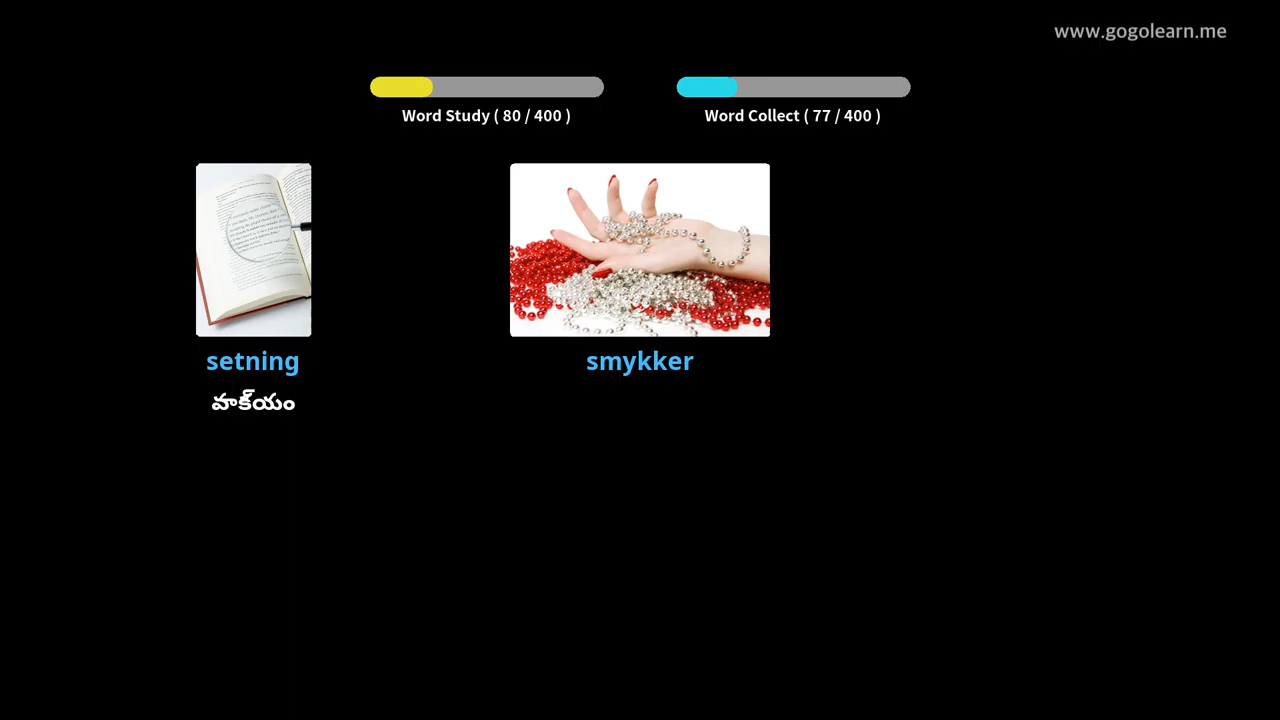 www.gogolearn.me
Word Study ( 80 / 400 )
Word Collect ( 77 / 400 )
setning
smykker
వాక్యం